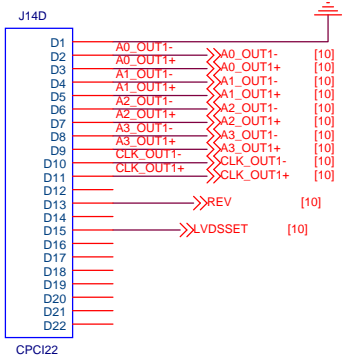 J14D
D1
D2 A0_OUT1- A0_OUT1- [10]
D3 A0_OUT1+ A0_OUT1+ [10]
D4 A1_OUT1- A1_OUT1- [10]
D5 A1_OUT1+ A1_OUT1+ [10]
D6 A2_OUT1- A2_OUT1- [10]
D7 A2_OUT1+ A2_OUT1+ [10]
D8 A3_OUT1- A3_OUT1- [10]
D9 A3_OUT1+ A3_OUT1+ [10]
D10 CLK_OUT1- CLK_OUT1- [10]
D11 CLK_OUT1+ CLK_OUT1+ [10]
D12
D13 REV [10]
D14
D15 LVDSSET [10]
D16
D17
D18
D19
D20
D21
D22
CPCI22